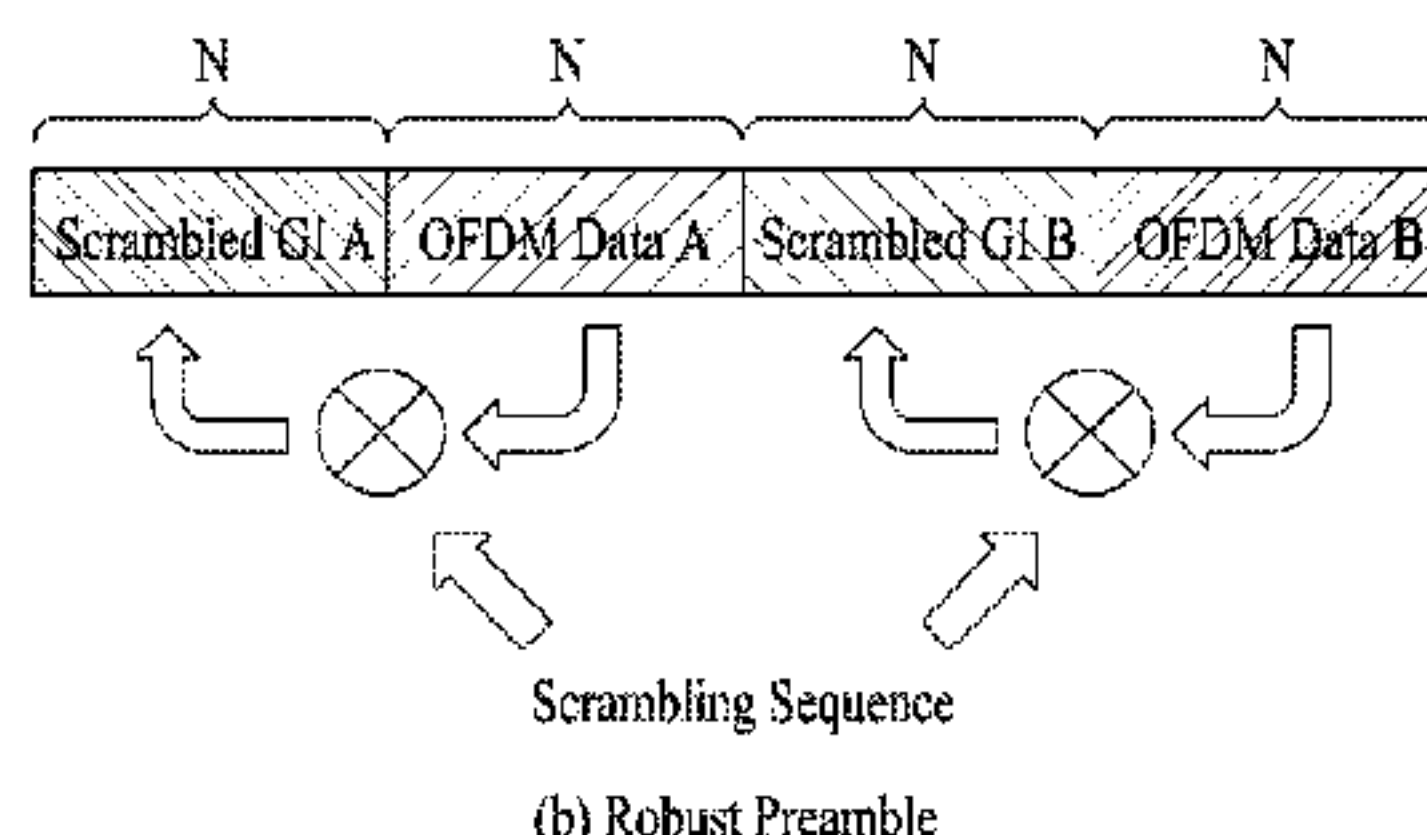 N N N N
Scrambled GI A OFDM Data A Scrambled GI B OFDM Data B
Scrambling Sequence
(b) Robust Preamble